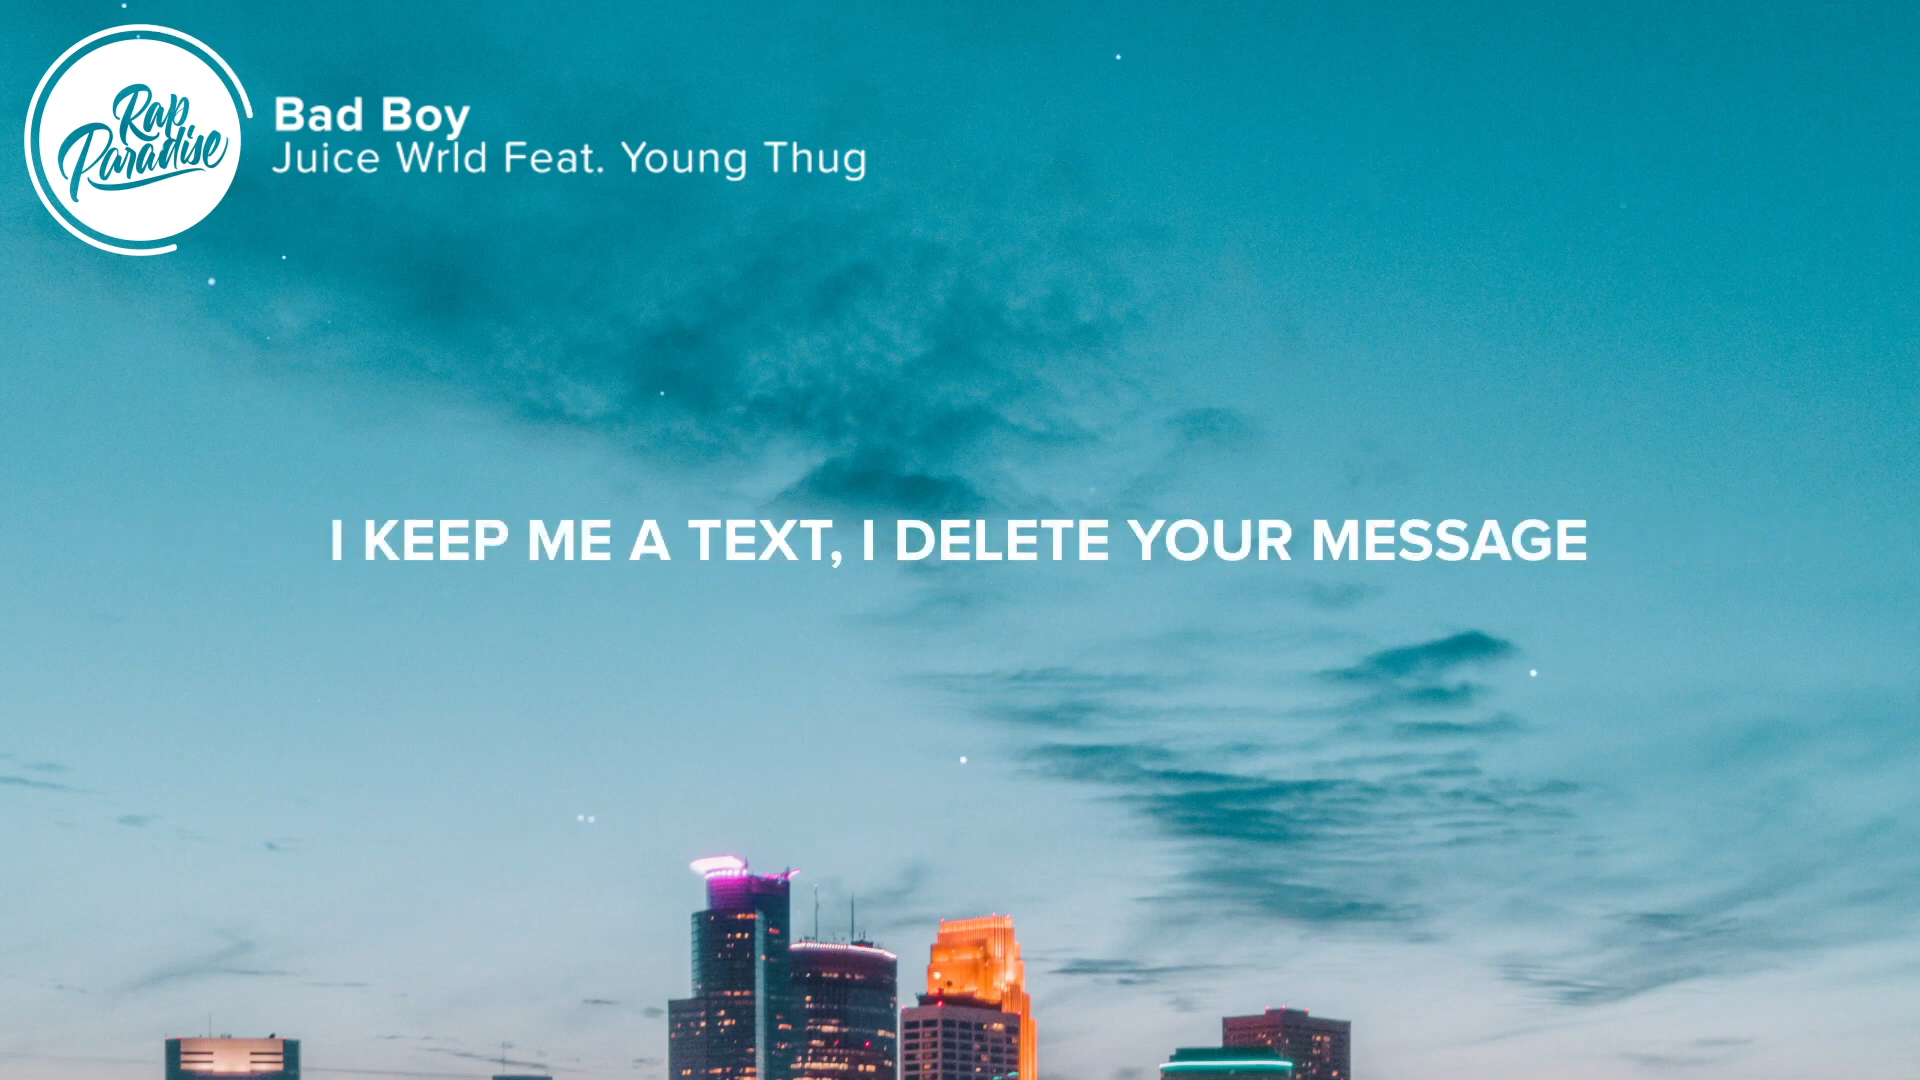 Rap
Paradise
Bad Boy
Juice Wrld Feat. Young Thug
I KEEP ME A TEXT, I DELETE YOUR MESSAGE